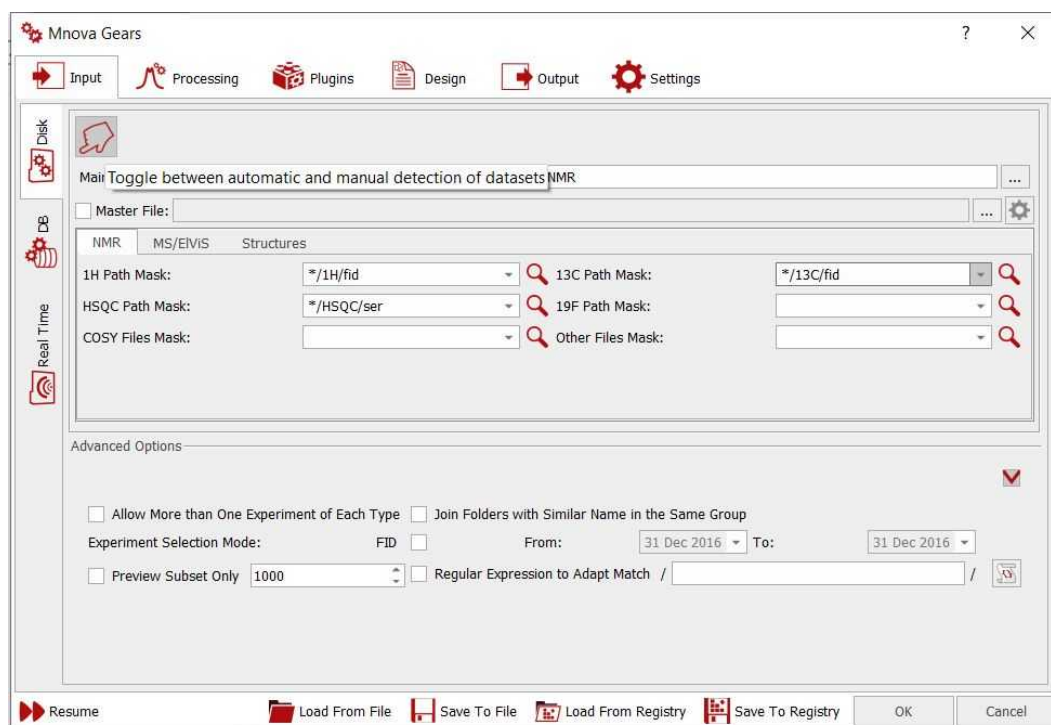 Mnova Gears ?
Input Processing Plugins Design Output Settings
Disk
DB
Real Time
Toggle between automatic and manual detection of datasets
Mai NMR ...
Master File: ...
NMR MS/ElViS Structures
1H Path Mask: */1H/fid 13C Path Mask: */13C/fid
HSQC Path Mask: */HSQC/ser 19F Path Mask:
COSY Files Mask: Other Files Mask:
Advanced Options
Allow More than One Experiment of Each Type Join Folders with Similar Name in the Same Group
Experiment Selection Mode: FID From: 31 Dec 2016 To: 31 Dec 2016
Preview Subset Only 1000 Regular Expression to Adapt Match / /
Resume Load From File Save To File Load From Registry Save To Registry OK Cancel